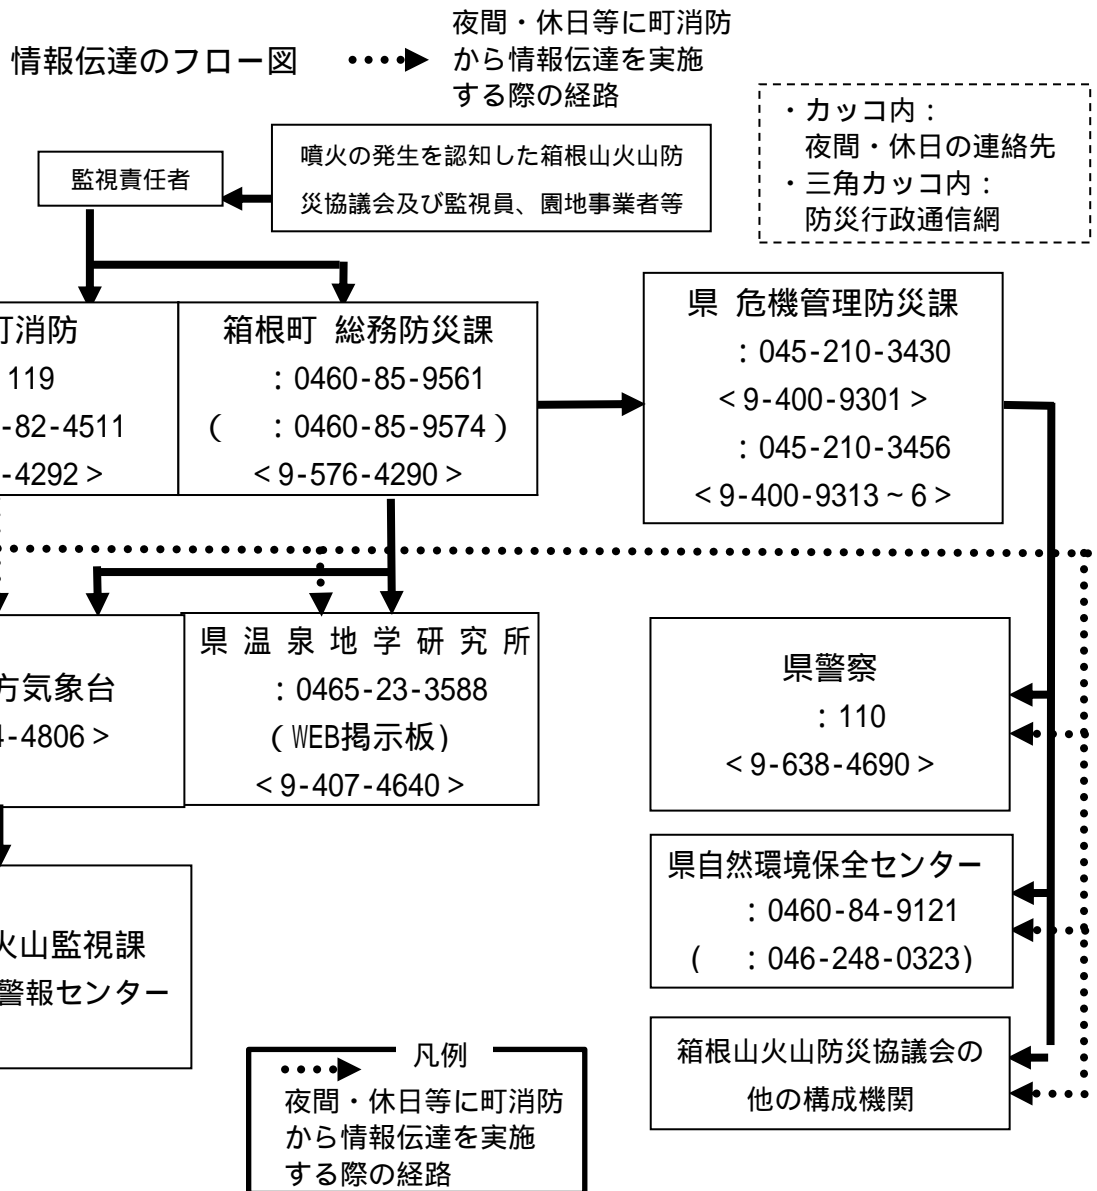 情報伝達のフロー図
夜間・休日等に町消防
から情報伝達を実施
する際の経路
・カッコ内：
夜間・休日の連絡先
・三角カッコ内：
防災行政通信網
監視責任者
噴火の発生を認知した箱根山火山防
災協議会及び監視員、園地事業者等
町消防
119
-82-4511
-4292＞
箱根町 総務防災課
：0460-85-9561
（　：0460-85-9574）
＜9-576-4290＞
県 危機管理防災課
：045-210-3430
＜9-400-9301＞
：045-210-3456
＜9-400-9313～6＞
方気象台
4-4806＞
県温泉地学研究所
：0465-23-3588
（WEB掲示板)
＜9-407-4640＞
県警察
：110
＜9-638-4690＞
火山監視課
警報センター
県自然環境保全センター
：0460-84-9121
(　：046-248-0323)
箱根山火山防災協議会の
他の構成機関
凡例
夜間・休日等に町消防
から情報伝達を実施
する際の経路